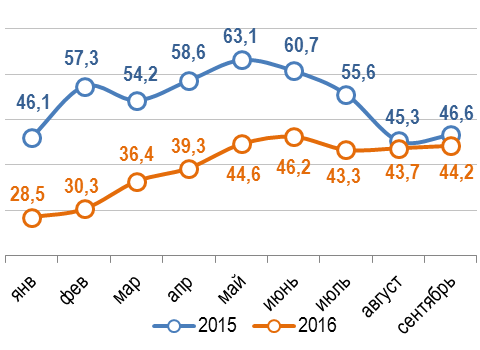 63,1
60,7
58,6
57,3
55,6
54,2
46,1
45,3
46,6
39,3
36,4
28,5
30,3
44,6
46,2
43,3
43,7
44,2
янв
фев
мар
апр
май
июнь
июль
август
сентябрь
2015
2016